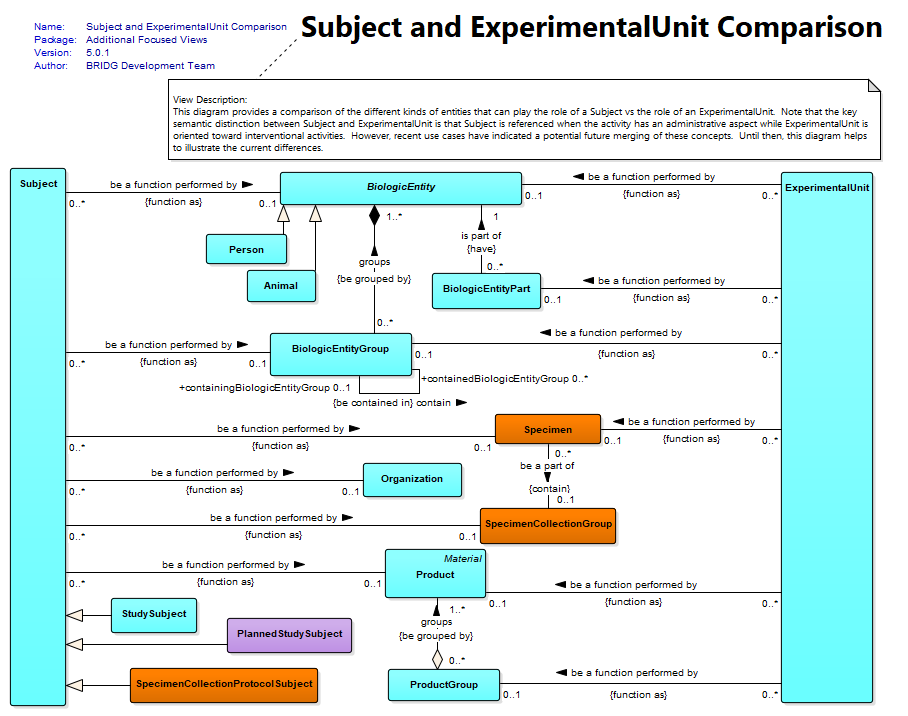 Name: Subject and ExperimentalUnit Comparison
Package: Additional Focused Views
Version: 5.0.1
Author: BRIDG Development Team
Subject and ExperimentalUnit Comparison
View Description:
This diagram provides a comparison of the different kinds of entities that can play the role of a Subject vs the role of an ExperimentalUnit. Note that the key
semantic distinction between Subject and ExperimentalUnit is that Subject is referenced when the activity has an administrative aspect while ExperimentalUnit is
oriented toward interventional activities. However, recent use cases have indicated a potential future merging of these concepts. Until then, this diagram helps
to illustrate the current differences.
Subject
be a function performed by
{function as}
0..*
0..1
BiologicEntity
be a function performed by
{function as}
0..1
0..*
ExperimentalUnit
Person
Animal
1..*
groups
{be grouped by}
0..*
1
is part of
{have}
0..*
BiologicEntityPart
be a function performed by
{function as}
0..1
0..*
be a function performed by
{function as}
0..*
0..1
BiologicEntityGroup
be a function performed by
{function as}
0..1
0..*
+containingBiologicEntityGroup 0..1
+containedBiologicEntityGroup 0..*
{be contained in} contain
be a function performed by
{function as}
0..*
0..1
Specimen
be a function performed by
{function as}
0..1
0..*
0..*
be a part of
{contain}
0..1
be a function performed by
{function as}
0..*
0..1
Organization
be a function performed by
{function as}
0..*
0..1
SpecimenCollectionGroup
be a function performed by
{function as}
0..*
0..1
Material
Product
be a function performed by
{function as}
0..1
0..*
1..*
groups
{be grouped by}
0..*
StudySubject
PlannedStudySubject
SpecimenCollectionProtocolSubject
ProductGroup
be a function performed by
{function as}
0..1
0..*